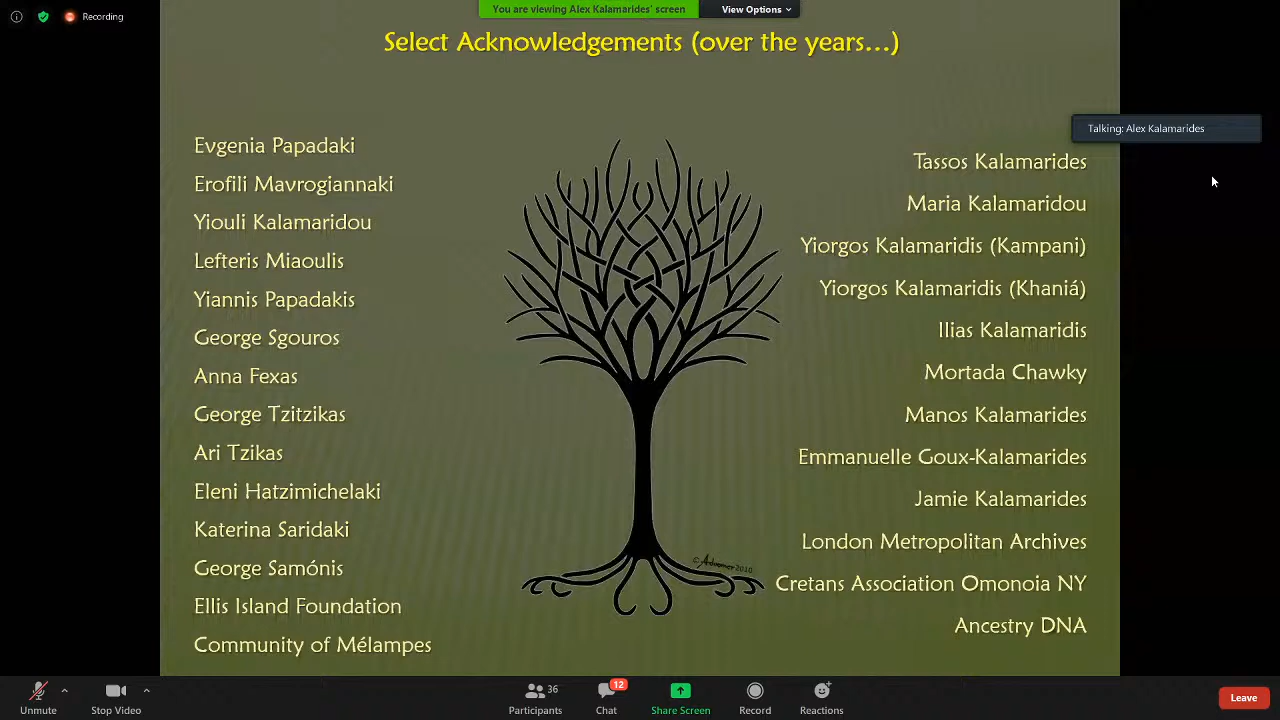 Recording
You are viewing Alex Kalamarides' screen
View Options
Select Acknowledgements (over the years...)
Talking: Alex Kalamarides
Evgenia Papadaki
Erofili Mavrogiannaki
Yiouli Kalamaridou
Lefteris Miaoulis
Yiannis Papadakis
George Sgouros
Anna Fexas
George Tzitzikas
Ari Tzikas
Eleni Hatzimichelaki
Katerina Saridaki
George Samónis
Ellis Island Foundation
Community of Mélampes
Tassos Kalamarides
Maria Kalamaridou
Yiorgos Kalamaridis (Kampani)
Yiorgos Kalamaridis (Khaniá)
Ilias Kalamaridis
Mortada Chawky
Manos Kalamarides
Emmanuelle Goux-Kalamarides
Jamie Kalamarides
London Metropolitan Archives
Cretans Association Omonoia NY
Ancestry DNA
2010
Unmute
Stop Video
Participants
36
Chat
12
Share Screen
Record
Reactions
Leave